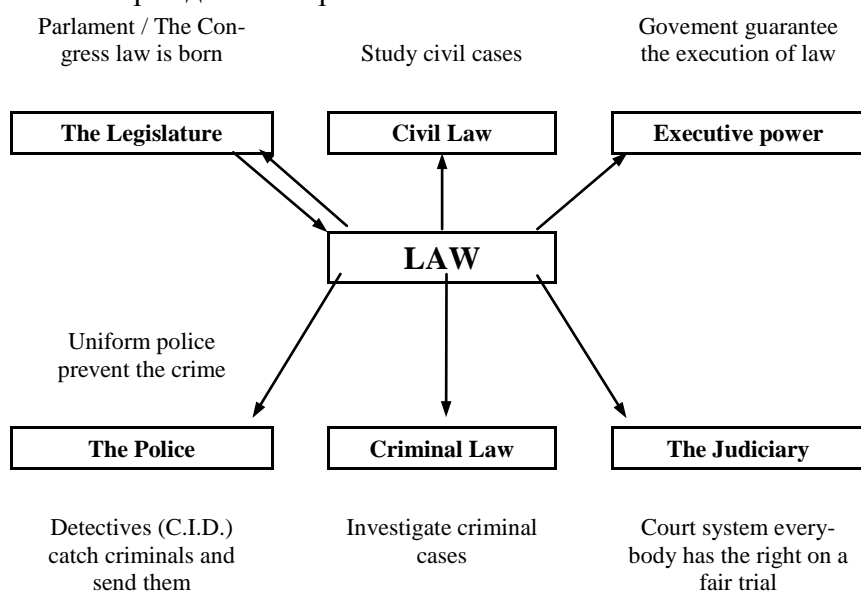 Parlament / The Con-
gress law is born
Study civil cases
Govement guarantee
the execution of law
The Legislature
Civil Law
Executive power
LAW
Uniform police
prevent the crime
The Police
Criminal Law
The Judiciary
Detectives (C.I.D.)
catch criminals and
send them
Investigate criminal
cases
Court system every-
body has the right on a
fair trial